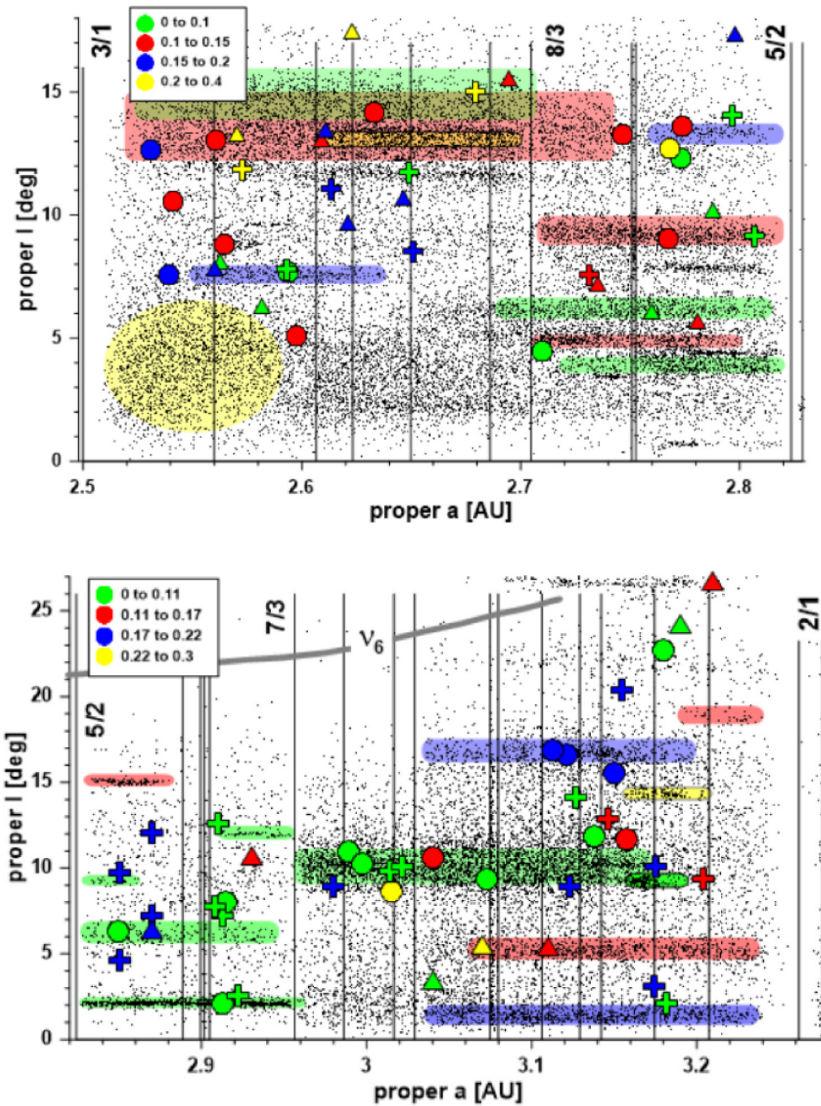 3/1
0 to 0.1
0.1 to 0.15
0.15 to 0.2
0.2 to 0.4
8/3
5/2
15
10
5
0
proper I [deg]
2.5 2.6 2.7 2.8
proper a [AU]
0 to 0.11
0.11 to 0.17
0.17 to 0.22
0.22 to 0.3
7/3
ν6
2/1
5/2
25
20
15
10
5
0
proper I [deg]
2.9 3 3.1 3.2
proper a [AU]